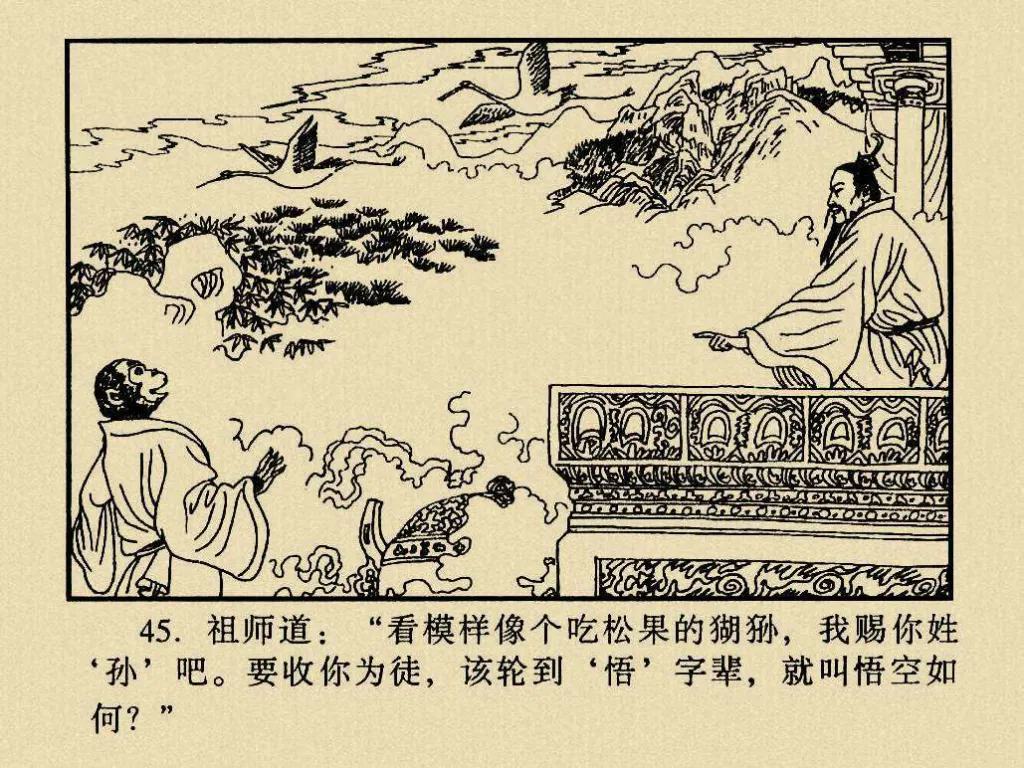 45. 祖师道：“看模样像个吃松果的猢狲，我赐你姓
‘孙’吧。要收你为徒，该轮到‘悟’字辈，就叫悟空如
何？”